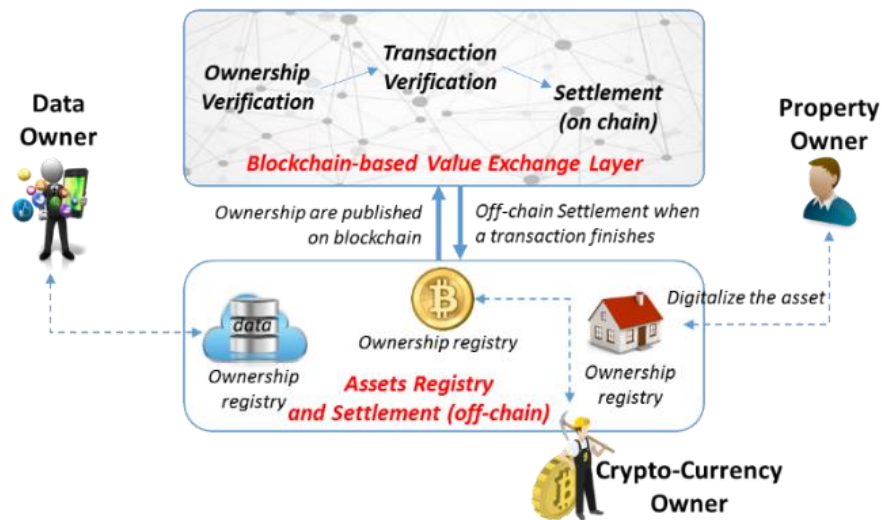 Data
Owner
Ownership
Verification
Transaction
Verification
Settlement
(on chain)
Blockchain-based Value Exchange Layer
Property
Owner
Ownership are published
on blockchain
Off-chain Settlement when
a transaction finishes
data
Ownership
registry
Ownership registry
Digitalize the asset
Ownership
registry
Assets Registry
and Settlement (off-chain)
Crypto-Currency
Owner